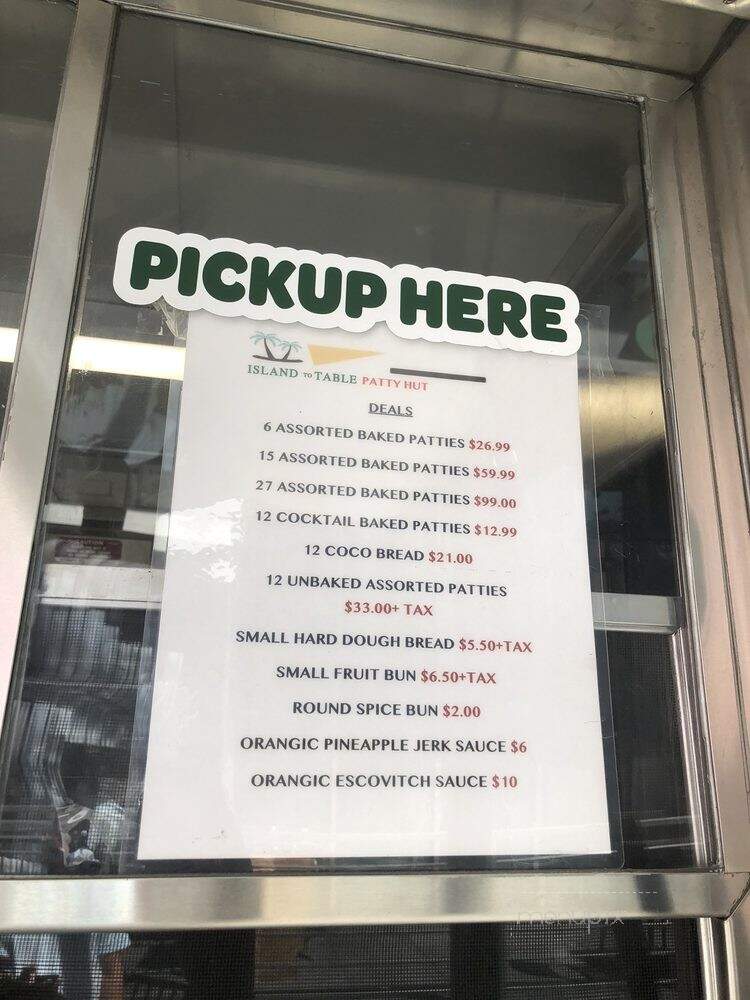 PICKUP HERE
ISLAND TO TABLE PATTY HUT
DEALS
6 ASSORTED BAKED PATTIES $26.99
15 ASSORTED BAKED PATTIES $59.99
27 ASSORTED BAKED PATTIES $99.00
12 COCKTAIL BAKED PATTIES $12.99
12 COCO BREAD $21.00
12 UNBAKED ASSORTED PATTIES
$33.00+ TAX
SMALL HARD DOUGH BREAD $5.50+TAX
SMALL FRUIT BUN $6.50+TAX
ROUND SPICE BUN $2.00
ORANGIC PINEAPPLE JERK SAUCE $6
ORANGIC ESCOVITCH SAUCE $10
menupix